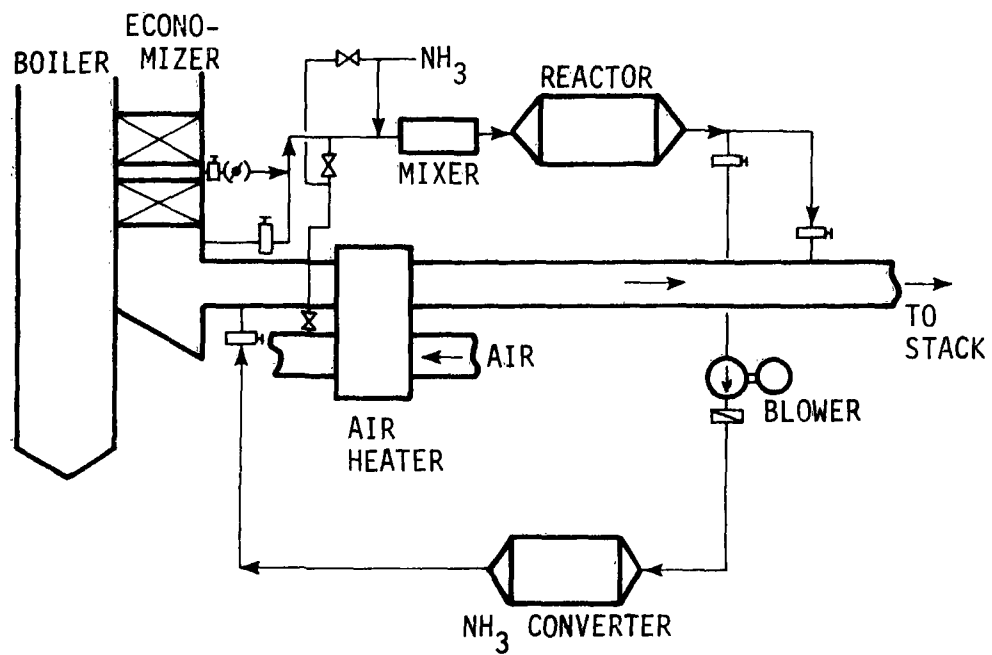 ECONO-
MIZER
BOILER
NH3
REACTOR
MIXER
TO
STACK
AIR
BLOWER
AIR
HEATER
NH3 CONVERTER